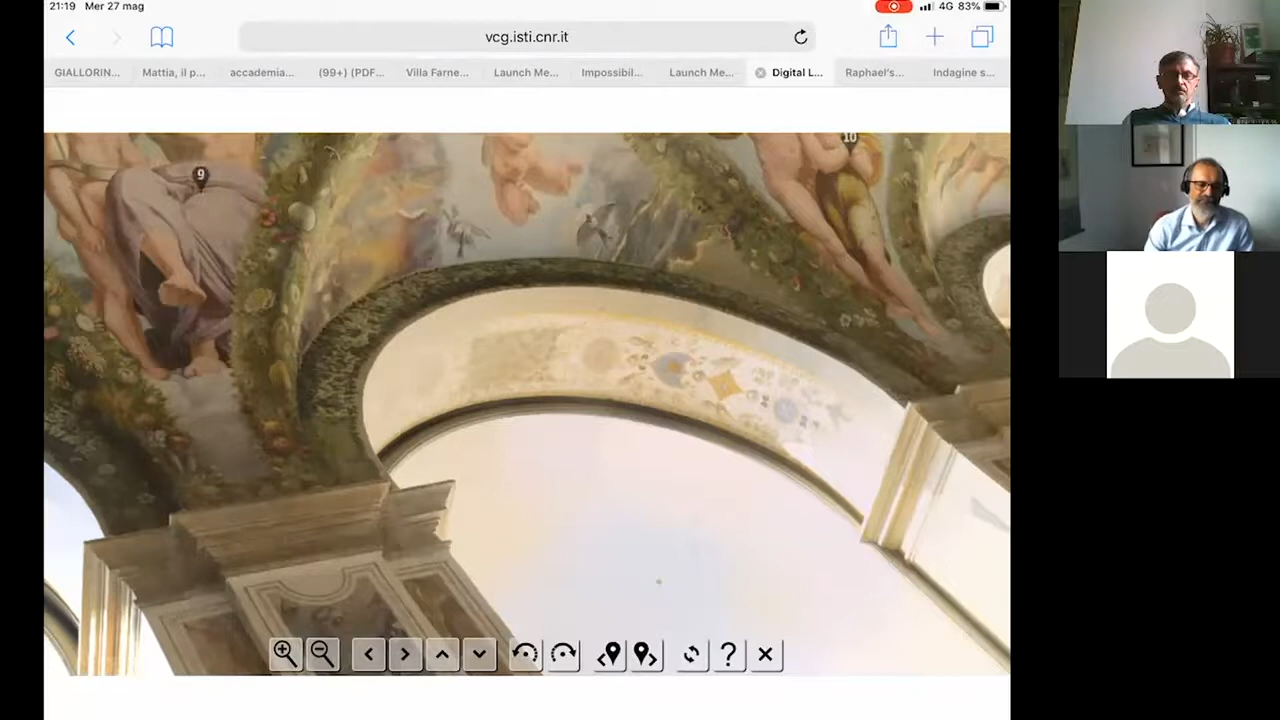 21:19 Mer 27 mag
4G 83%
vcg.isti.cnr.it
GIALLORIN... Mattia, il p... accademia... (99+) (PDF... Villa Farne... Launch Me... Impossibil... Launch Me... Digital L... Raphael's... Indagine s...
9
10
?